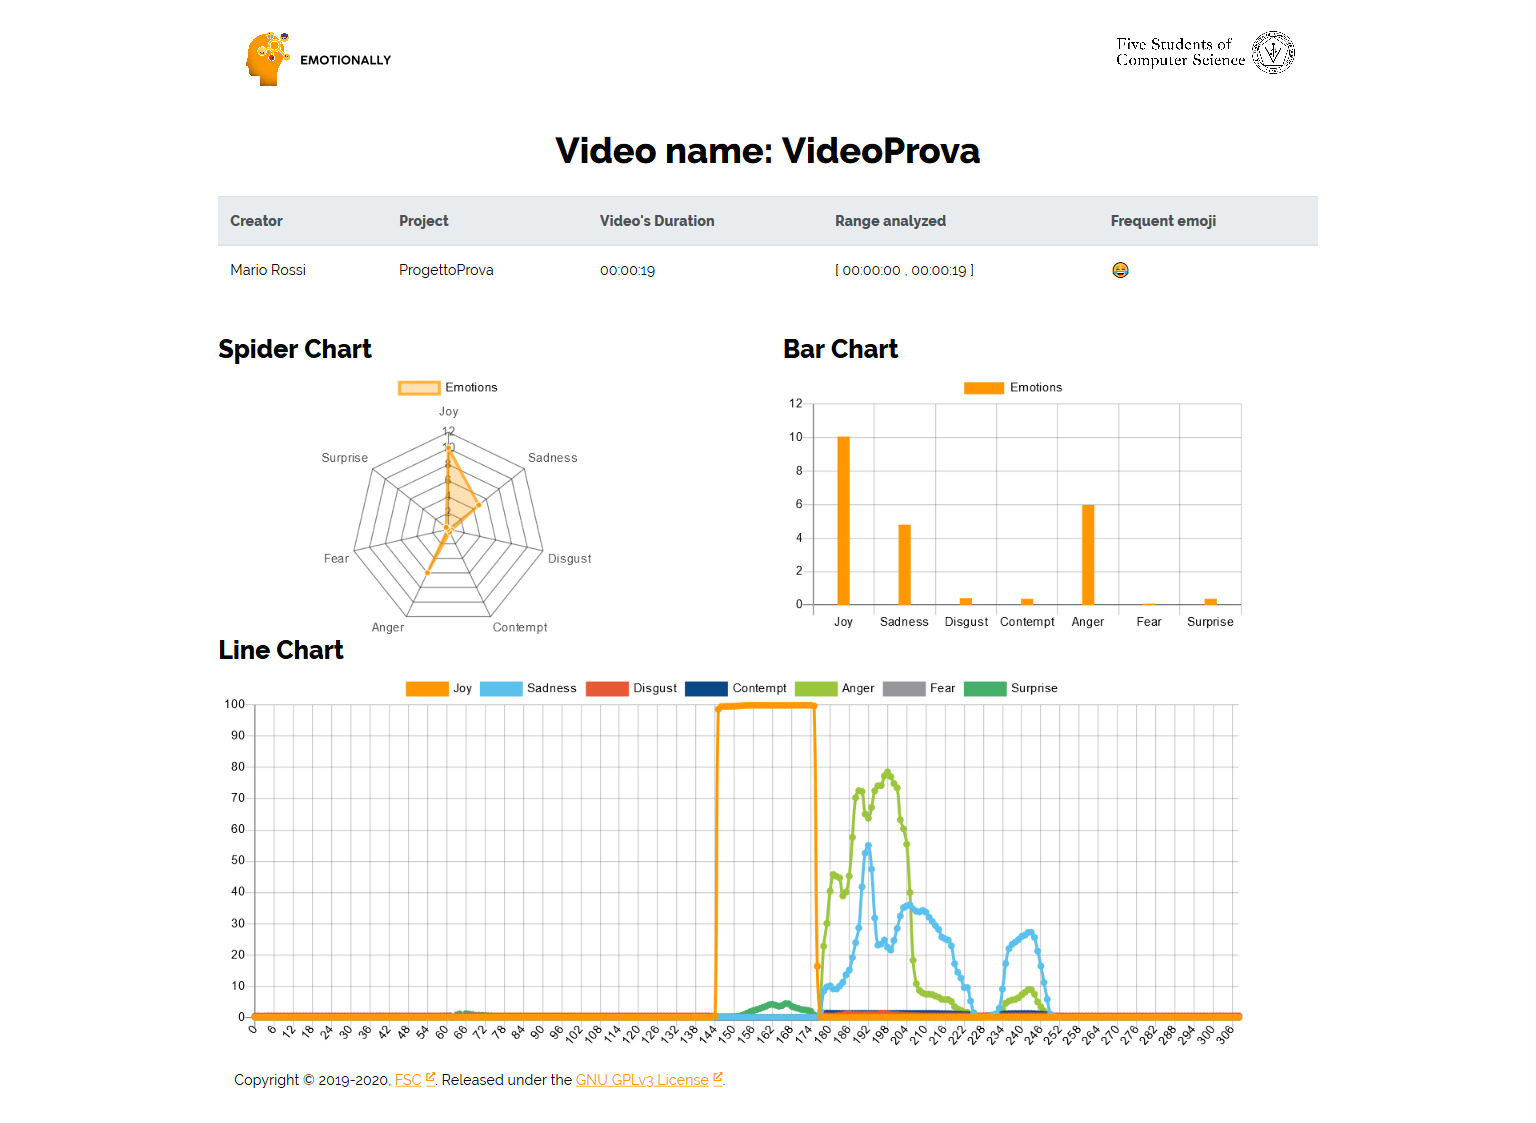 EMOTIONALLY
Five Students of
Computer Science
Video name: VideoProva
Creator Project Video's Duration Range analyzed Frequent emoji
Mario Rossi ProgettoProva 00:00:19 [ 00:00:00 , 00:00:19 ]
Spider Chart
Emotions
Joy
12
10
8
6
4
2
Surprise Sadness
Fear Disgust
Anger Contempt
Bar Chart
Emotions
12
10
8
6
4
2
0
Joy Sadness Disgust Contempt Anger Fear Surprise
Line Chart
Joy Sadness Disgust Contempt Anger Fear Surprise
100
90
80
70
60
50
40
30
20
10
0
0 6 12 18 24 30 36 42 48 54 60 66 72 78 84 90 96 102 108 114 120 126 132 138 144 150 156 162 168 174 180 186 192 198 204 210 216 222 228 234 240 246 252 258 264 270 276 282 288 294 300 306
Copyright © 2019-2020, FSC. Released under the GNU GPLv3 License.